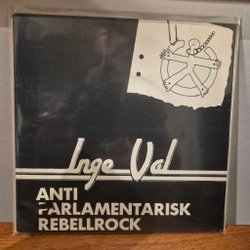 Inge Val
ANTI
PARLAMENTARISK
REBELLROCK